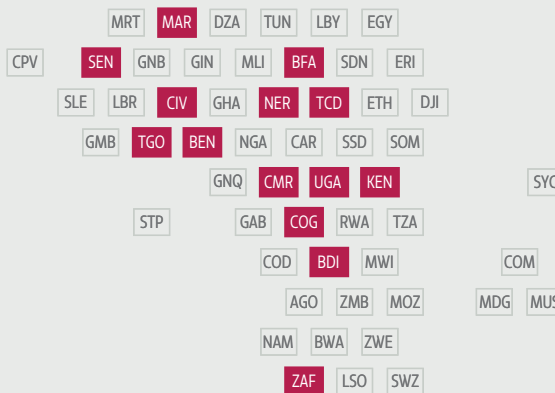 MRT MAR DZA TUN LBY EGY
CPV SEN GNB GIN MLI BFA SDN ERI
SLE LBR CIV GHA NER TCD ETH DJI
GMB TGO BEN NGA CAR SSD SOM
GNQ CMR UGA KEN SYC
STP GAB COG RWA TZA
COD BDI MWI COM
AGO ZMB MOZ MDG MUS
NAM BWA ZWE
ZAF LSO SWZ